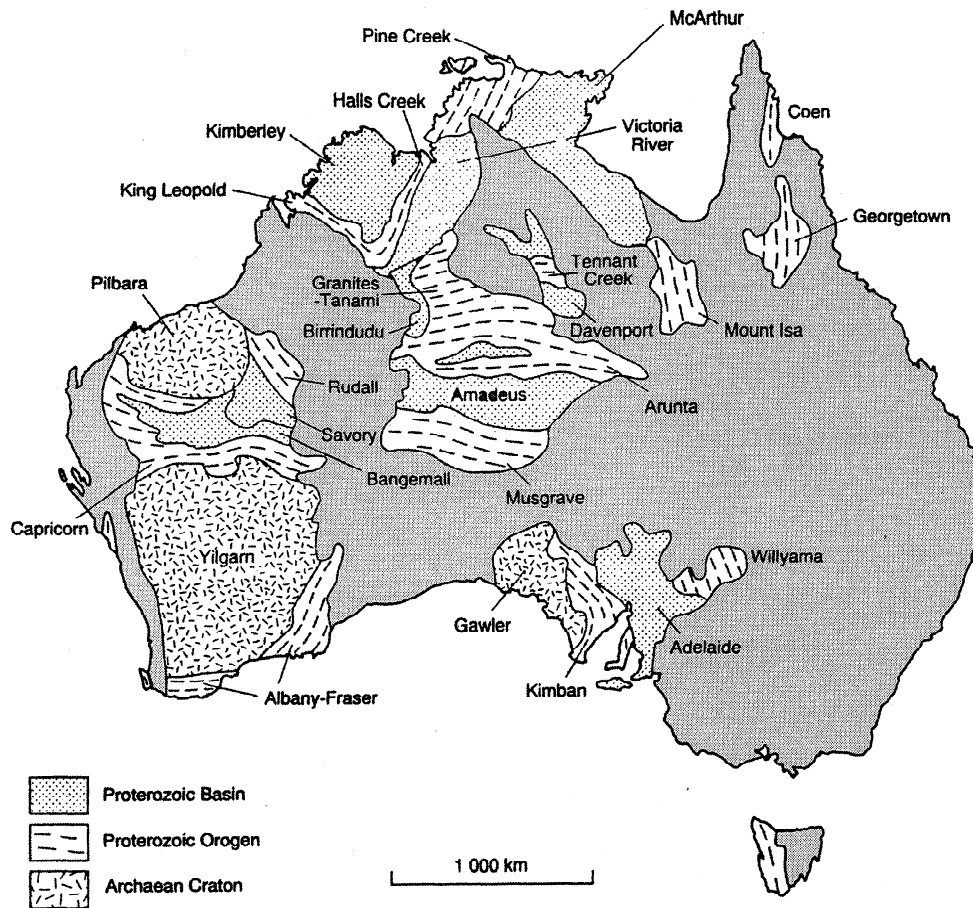 McArthur
Pine Creek
Halls Creek
Coen
Kimberley
Victoria
River
King Leopold
Georgetown
Pilbara
Granites
-Tanami
Tennant
Creek
Birrindudu
Davenport
Mount Isa
Rudall
Amadeus
Arunta
Savory
Bangemall
Musgrave
Capricorn
Yilgarn
Willyama
Gawler
Adelaide
Kimban
Albany-Fraser
Proterozoic Basin
Proterozoic Orogen
Archaean Craton
1 000 km